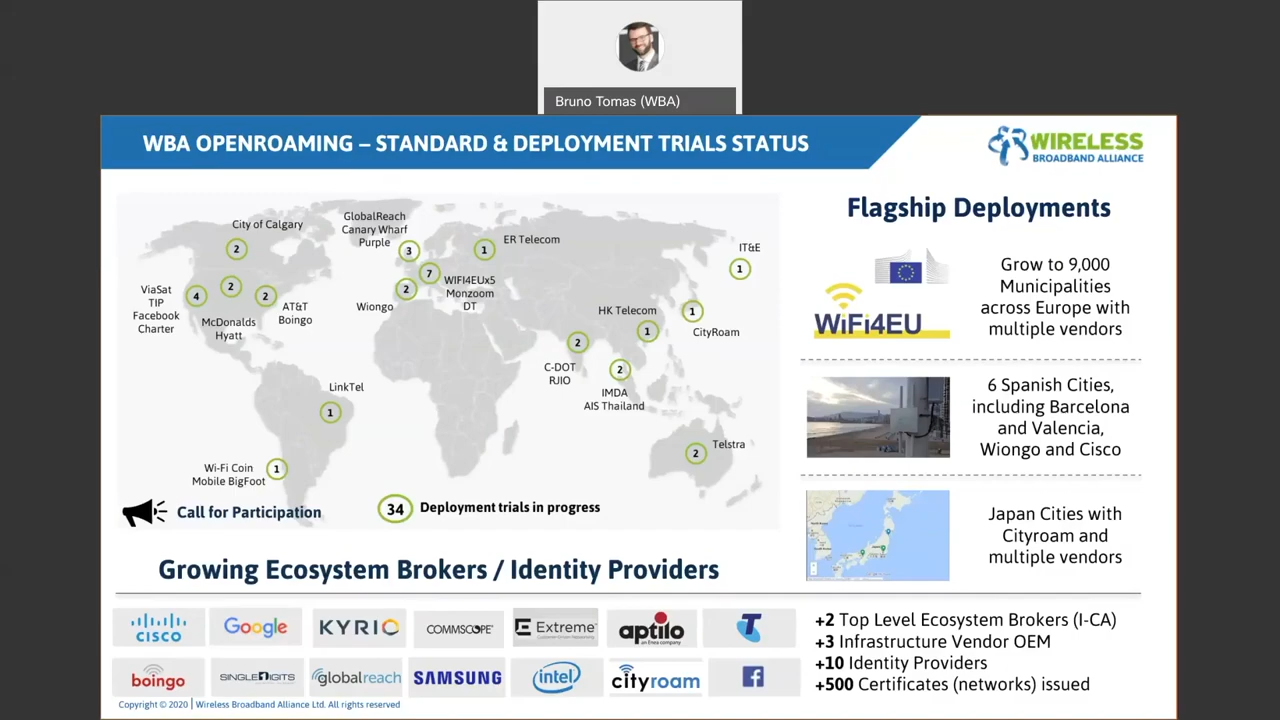 Bruno Tomas (WBA)
WBA OPENROAMING – STANDARD & DEPLOYMENT TRIALS STATUS
WIRELESS
BROADBAND ALLIANCE
City of Calgary
2
GlobalReach
Canary Wharf
Purple
3
1
ER Telecom
IT&E
1
7
WIFI4EUx5
Monzoom
DT
2
Wiongo
ViaSat
TIP
Facebook
Charter
4
2
McDonalds
Hyatt
2
AT&T
Boingo
HK Telecom
1
1
CityRoam
2
C-DOT
RJIO
2
IMDA
AIS Thailand
LinkTel
1
Telstra
2
Wi-Fi Coin
Mobile BigFoot
1
Call for Participation
34
Deployment trials in progress
Flagship Deployments
WiFi4EU
Grow to 9,000
Municipalities
across Europe with
multiple vendors
6 Spanish Cities,
including Barcelona
and Valencia,
Wiongo and Cisco
Japan Cities with
Cityroam and
multiple vendors
Growing Ecosystem Brokers / Identity Providers
CISCO
Google
KYRIO
COMMSCOPE
Extreme
aptilo
T
boingo
SINGLEDIGITS
globalreach
SAMSUNG
intel
cityroam
f
+2 Top Level Ecosystem Brokers (I-CA)
+3 Infrastructure Vendor OEM
+10 Identity Providers
+500 Certificates (networks) issued
Copyright © 2020 | Wireless Broadband Alliance Ltd. All rights reserved